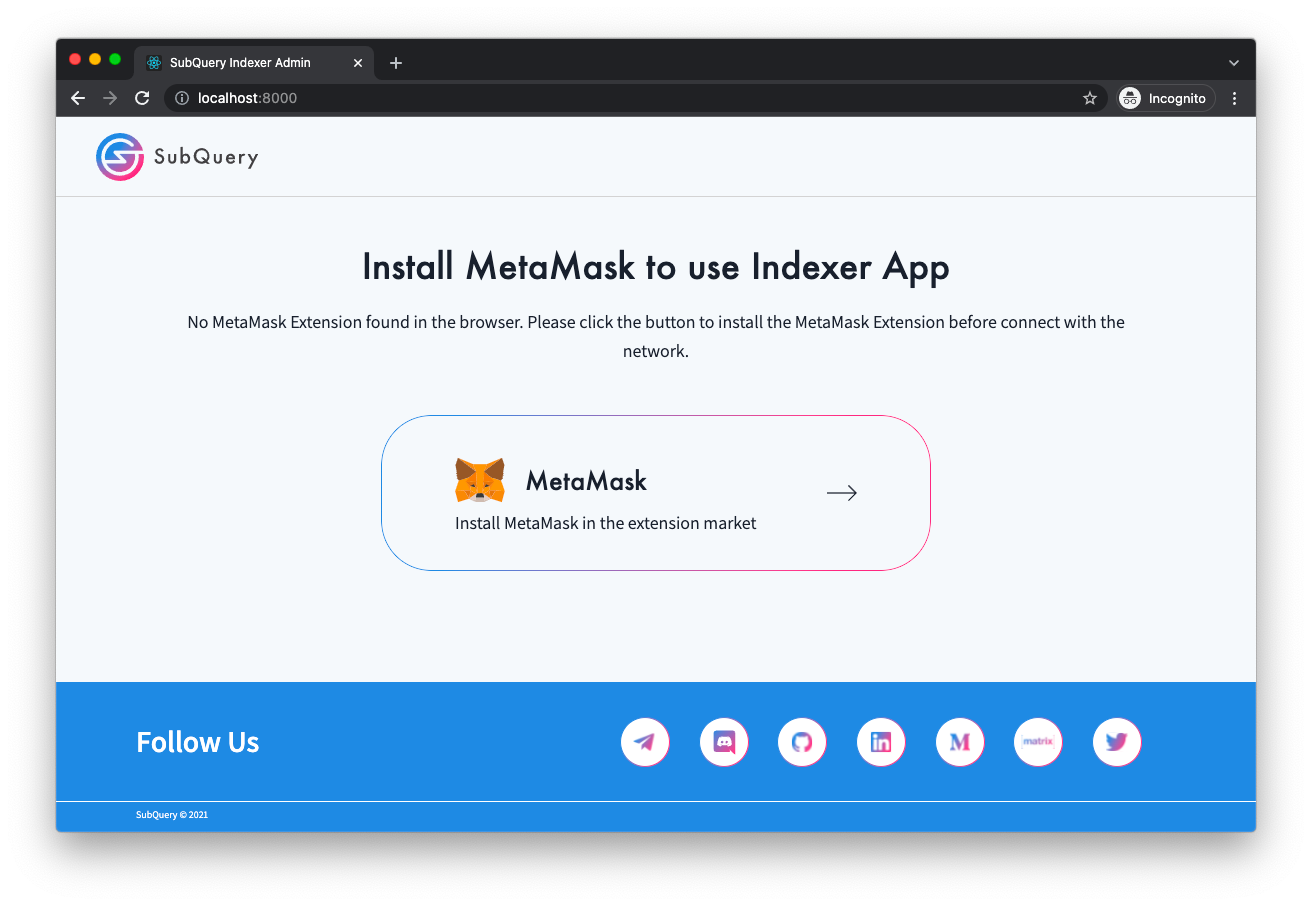 SubQuery Indexer Admin
localhost:8000
Incognito
SubQuery
Install MetaMask to use Indexer App
No MetaMask Extension found in the browser. Please click the button to install the MetaMask Extension before connect with the
network.
MetaMask
Install MetaMask in the extension market
Follow Us
matrix
SubQuery © 2021